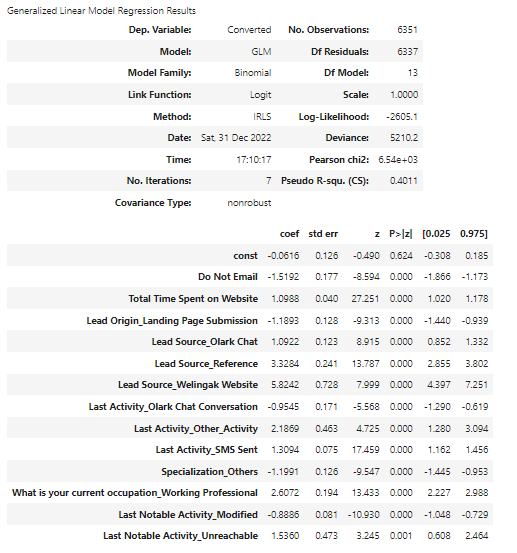 Generalized Linear Model Regression Results
Dep. Variable: Converted No. Observations: 6351
Model: GLM Df Residuals: 6337
Model Family: Binomial Df Model: 13
Link Function: Logit Scale: 1.0000
Method: IRLS Log-Likelihood: -2605.1
Date: Sat, 31 Dec 2022 Deviance: 5210.2
Time: 17:10:17 Pearson chi2: 6.54e+03
No. Iterations: 7 Pseudo R-squ. (CS): 0.4011
Covariance Type: nonrobust
coef std err z P>|z| [0.025 0.975]
const -0.0616 0.126 -0.490 0.624 -0.308 0.185
Do Not Email -1.5192 0.177 -8.594 0.000 -1.866 -1.173
Total Time Spent on Website 1.0988 0.040 27.251 0.000 1.020 1.178
Lead Origin_Landing Page Submission -1.1893 0.128 -9.313 0.000 -1.440 -0.939
Lead Source_Olark Chat 1.0922 0.123 8.915 0.000 0.852 1.332
Lead Source_Reference 3.3284 0.241 13.787 0.000 2.855 3.802
Lead Source_Welingak Website 5.8242 0.728 7.999 0.000 4.397 7.251
Last Activity_Olark Chat Conversation -0.9545 0.171 -5.568 0.000 -1.290 -0.619
Last Activity_Other_Activity 2.1869 0.463 4.725 0.000 1.280 3.094
Last Activity_SMS Sent 1.3094 0.075 17.459 0.000 1.162 1.456
Specialization_Others -1.1991 0.126 -9.547 0.000 -1.445 -0.953
What is your current occupation_Working Professional 2.6072 0.194 13.433 0.000 2.227 2.988
Last Notable Activity_Modified -0.8886 0.081 -10.930 0.000 -1.048 -0.729
Last Notable Activity_Unreachable 1.5360 0.473 3.245 0.001 0.608 2.464